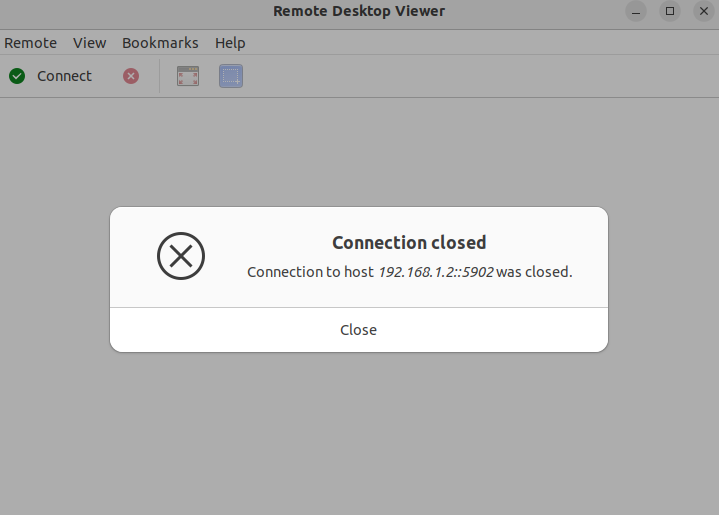 Remote Desktop Viewer
Remote View Bookmarks Help
Connect
Connection closed
Connection to host 192.168.1.2::5902 was closed.
Close